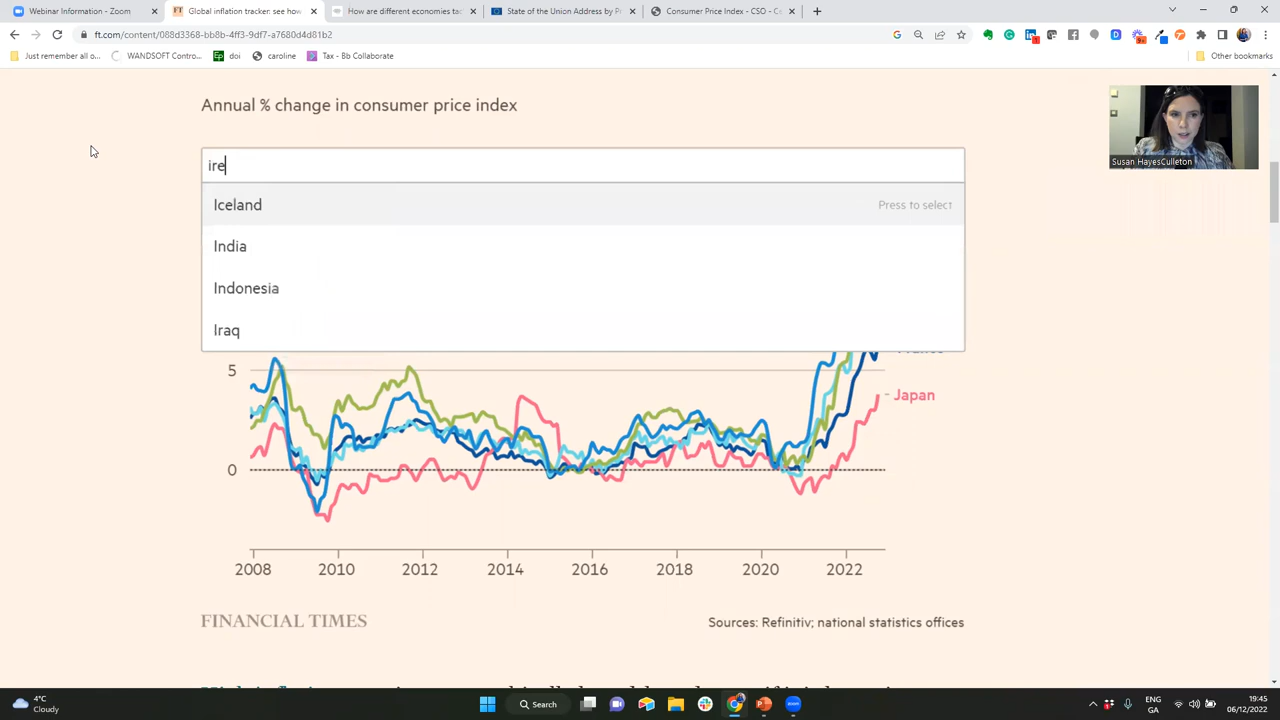 Webinar Information - Zoom
Global inflation tracker: see how
How are different economies tac
State of the Union Address by Pr
Consumer Price Index - CSO - Ce
ft.com/content/088d3368-bb8b-4ff3-9df7-a7680d4d81b2
Just remember all o...
WANDSOFT Contro...
doi
caroline
Tax - Bb Collaborate
Other bookmarks
Annual % change in consumer price index
Susan HayesCulleton
ire
Iceland
Press to select
India
Indonesia
Iraq
5
Japan
0
2008 2010 2012 2014 2016 2018 2020 2022
FINANCIAL TIMES
Sources: Refinitiv; national statistics offices
4°C
Cloudy
Search
ENG
GA
19:45
06/12/2022